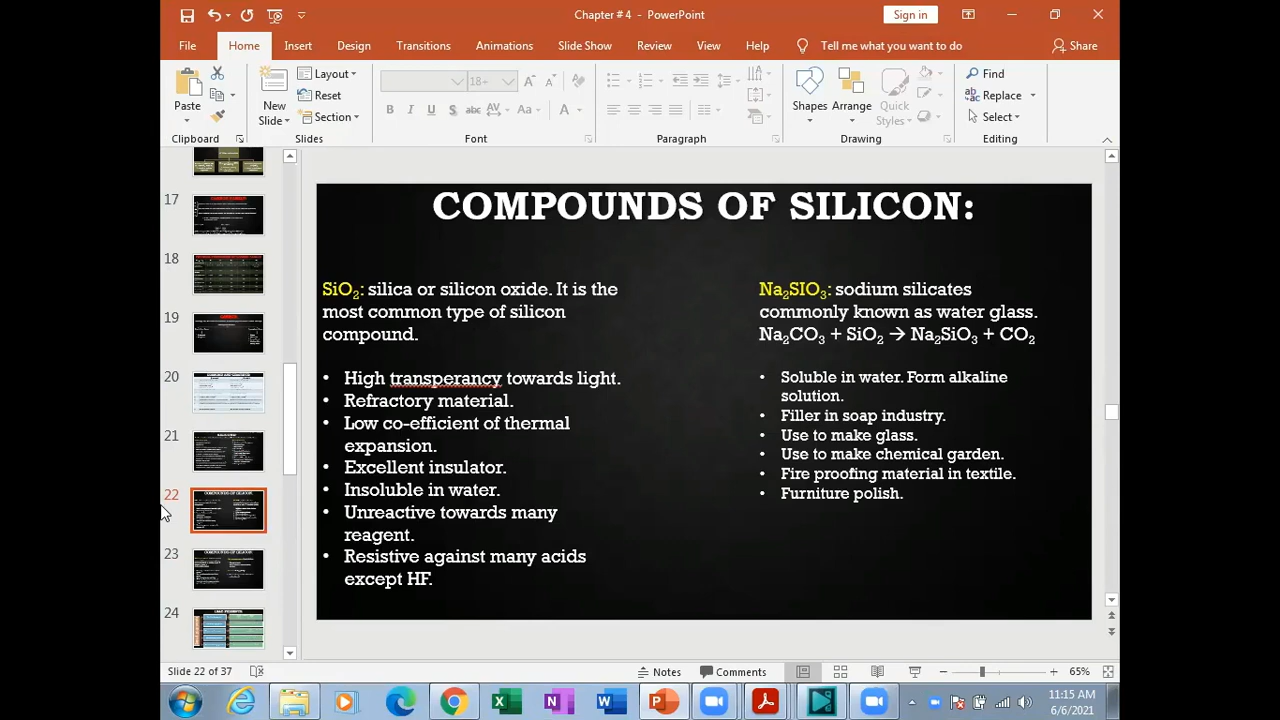 Chapter # 4 - PowerPoint
Sign in
File Home Insert Design Transitions Animations Slide Show Review View Help Tell me what you want to do Share
Paste
Clipboard
New Slide
Layout
Reset
Section
Slides
18+
B I U S abc AV Aa A
Font
Paragraph
Shapes Arrange Quick Styles
Drawing
Find
Replace
Select
Editing
17
18
19
20
21
22
23
24
COMPOUNDS OF SILICON:
SiO₂: silica or silicon oxide. It is the
most common type of silicon
compound.
• High transperancy towards light.
• Refractory material.
• Low co-efficient of thermal
expansion.
• Excellent insulator.
• Insoluble in water.
• Unreactive towards many
reagent.
• Resistive against many acids
except HF.
Na₂SIO₃: sodium silicates
commonly known as water glass.
Na₂CO₃ + SiO₂ → Na₂SiO₃ + CO₂
• Soluble in water. Form alkaline
solution.
• Filler in soap industry.
• Use to make glass.
• Use to make chemical garden.
• Fire proofing material in textile.
• Furniture polish.
Slide 22 of 37
Notes Comments
65%
11:15 AM
6/6/2021